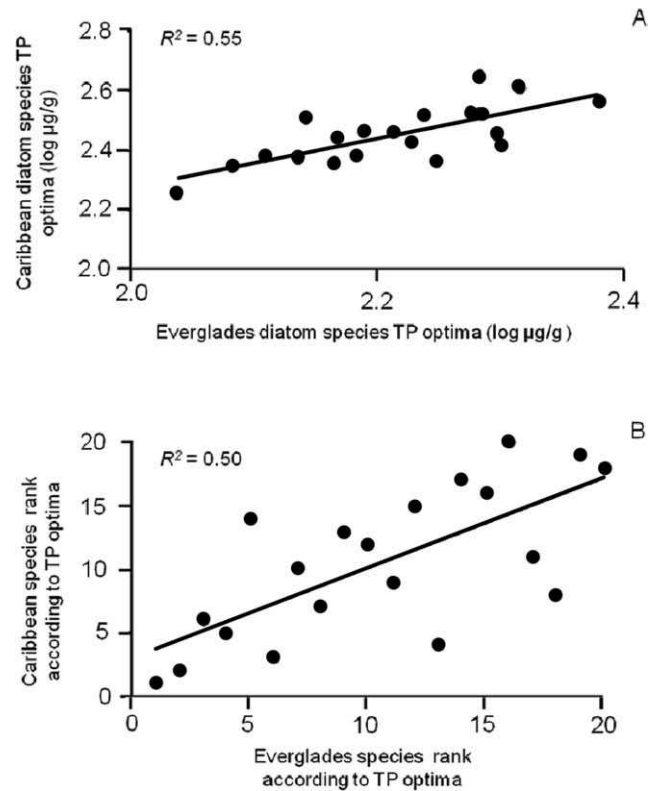 A
R² = 0.55
Caribbean diatom species TP
optima (log µg/g)
2.8
2.6
2.4
2.2
2.0
2.0
2.2
2.4
Everglades diatom species TP optima (log µg/g)
B
R² = 0.50
Caribbean species rank
according to TP optima
20
15
10
5
0
0
5
10
15
20
Everglades species rank
according to TP optima